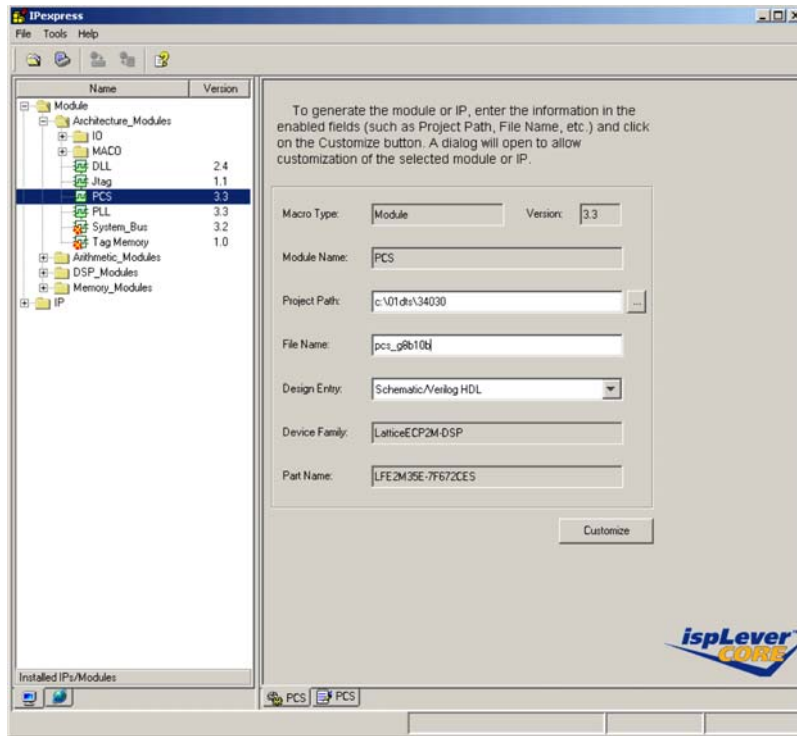 IPexpress
File Tools Help
Name Version
Module
Architecture_Modules
IO
MACO
DLL 2.4
Jtag 1.1
PCS 3.3
PLL 3.3
System_Bus 3.2
Tag Memory 1.0
Arithmetic_Modules
DSP_Modules
Memory_Modules
IP
Installed IPs/Modules
To generate the module or IP, enter the information in the
enabled fields (such as Project Path, File Name, etc.) and click
on the Customize button. A dialog will open to allow
customization of the selected module or IP.
Macro Type: Module Version: 3.3
Module Name: PCS
Project Path: c:\01dts\34030 ...
File Name: pcs_g8b10b
Design Entry: Schematic/Verilog HDL
Device Family: LatticeECP2M-DSP
Part Name: LFE2M35E-7F672CES
Customize
ispLever
CORE
PCS PCS